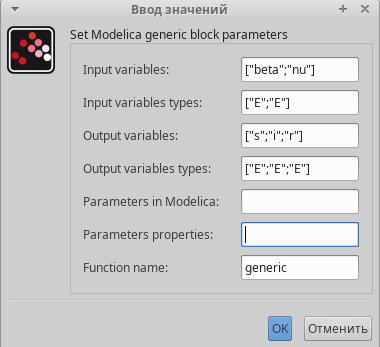 Ввод значений
Set Modelica generic block parameters
Input variables: ["beta";"nu"]
Input variables types: ["E";"E"]
Output variables: ["s";"i";"r"]
Output variables types: ["E";"E";"E"]
Parameters in Modelica:
Parameters properties:
Function name: generic
OK Отменить